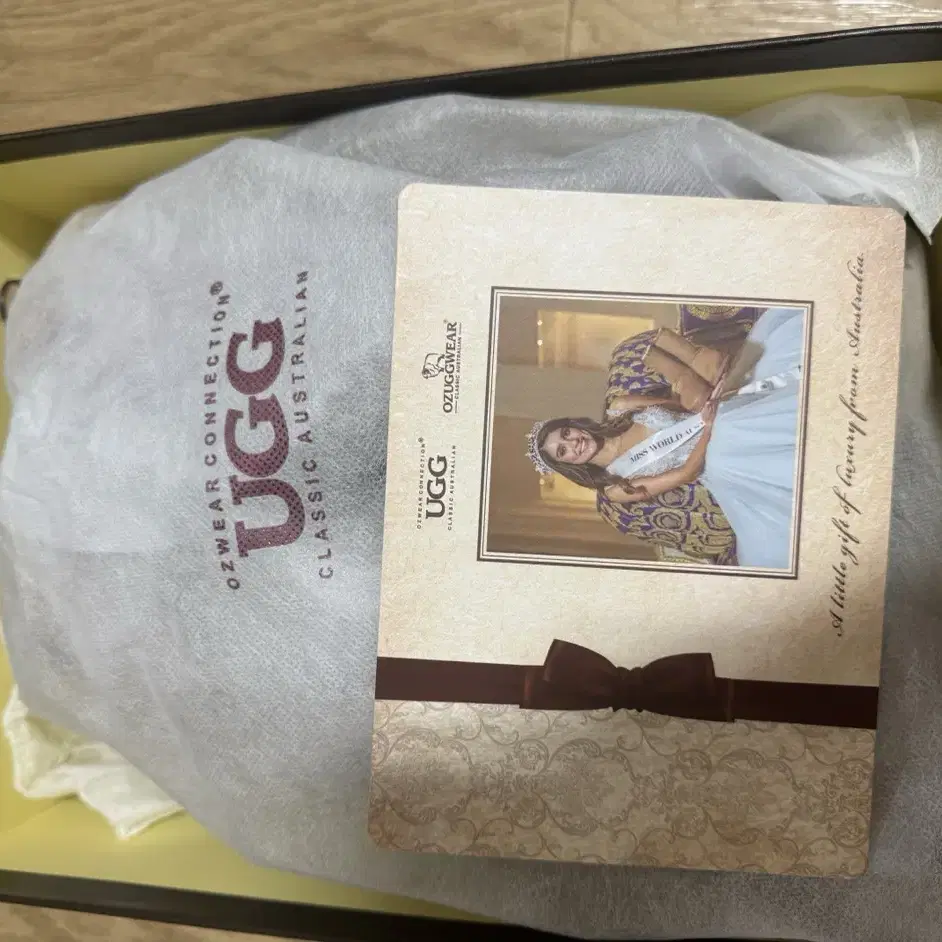 OZWEAR CONNECTION®
UGG
CLASSIC AUSTRALIAN
OZWEAR CONNECTION®
UGG
CLASSIC AUSTRALIAN
OZUGGWEAR®
CLASSIC AUSTRALIAN
MISS WORLD
A little gift of luxury from Australia.